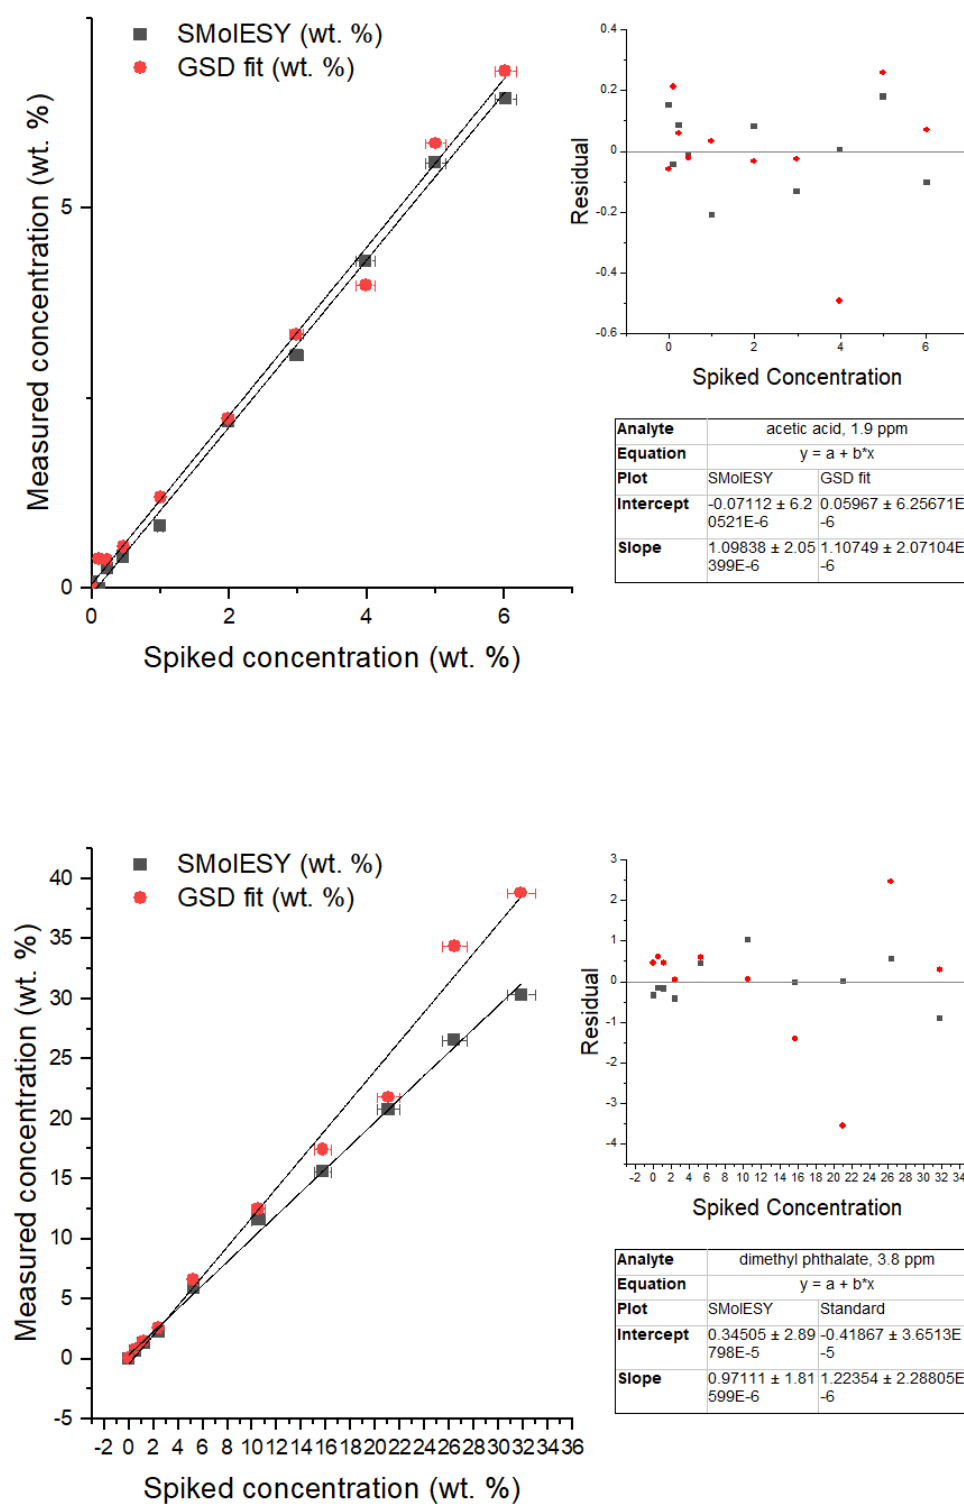 SMolESY (wt. %)
GSD fit (wt. %)
Measured concentration (wt. %)
5
0
0 2 4 6
Spiked concentration (wt. %)
0.4
0.2
0
-0.2
-0.4
-0.6
Residual
0 2 4 6
Spiked Concentration
Analyte acetic acid, 1.9 ppm
Equation y = a + b*x
Plot SMolESY GSD fit
Intercept -0.07112 ± 6.2 0.05967 ± 6.25671E
0521E-6 -6
Slope 1.09838 ± 2.05 1.10749 ± 2.07104E
399E-6 -6
SMolESY (wt. %)
GSD fit (wt. %)
Measured concentration (wt. %)
40
35
30
25
20
15
10
5
0
-5
-2 0 2 4 6 8 10 12 14 16 18 20 22 24 26 28 30 32 34 36
Spiked concentration (wt. %)
3
2
1
0
-1
-2
-3
-4
Residual
-2 0 2 4 6 8 10 12 14 16 18 20 22 24 26 28 30 32 34
Spiked Concentration
Analyte dimethyl phthalate, 3.8 ppm
Equation y = a + b*x
Plot SMolESY Standard
Intercept 0.34505 ± 2.89 -0.41867 ± 3.6513E
798E-5 -5
Slope 0.97111 ± 1.81 1.22354 ± 2.28805E
599E-6 -6